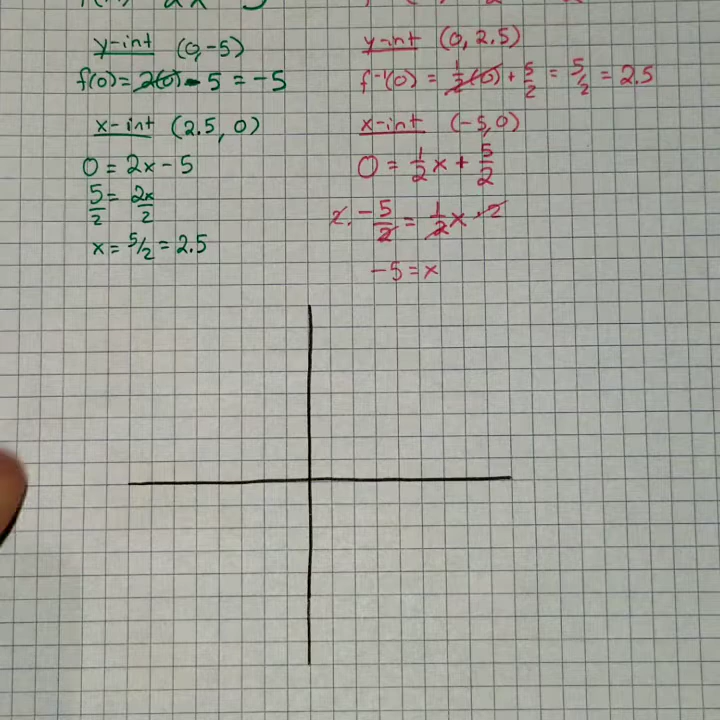 y-int (0,-5)
f(0) = 2(0) - 5 = -5
x-int (2.5, 0)
0 = 2x - 5
5/2 = 2x/2
x = 5/2 = 2.5
y-int (0, 2.5)
f⁻¹(0) = 1/2(0) + 5/2 = 5/2 = 2.5
x-int (-5,0)
0 = 1/2x + 5/2
2. -5/2 = 1/2x .2
-5 = x